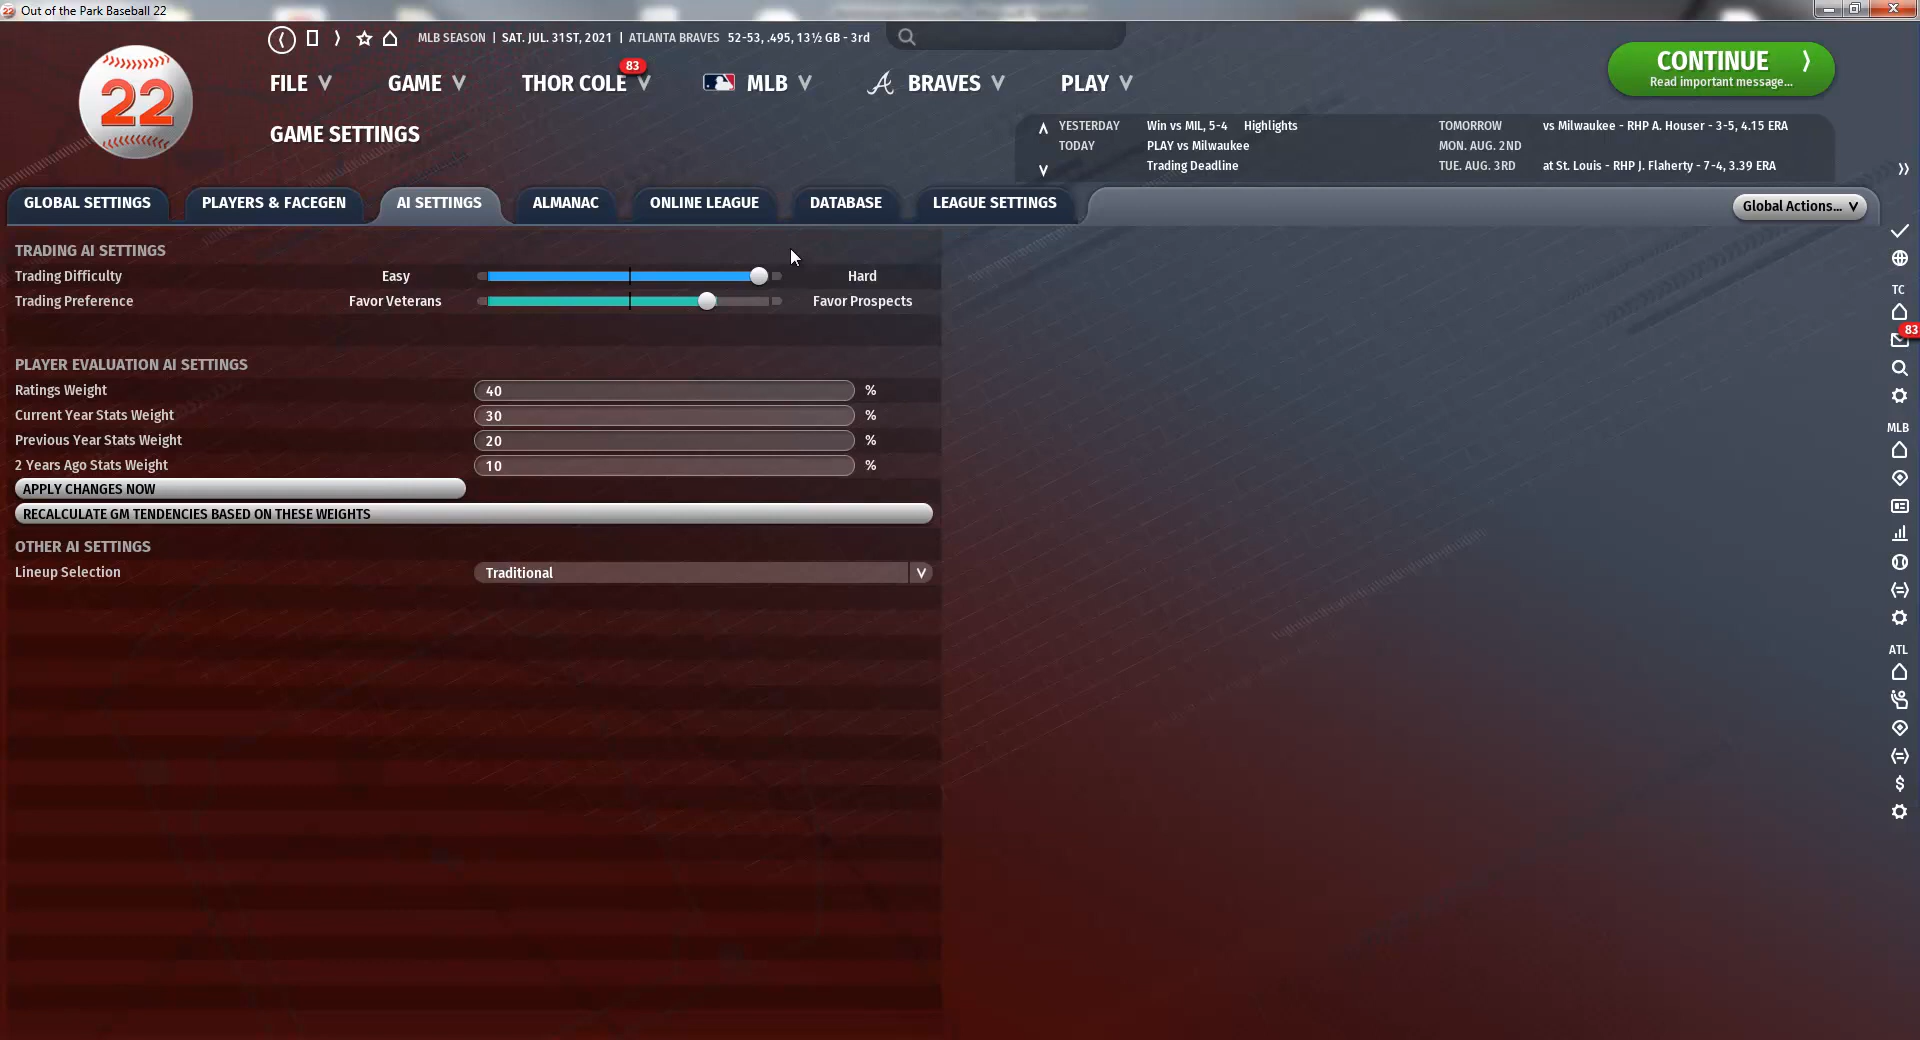 Out of the Park Baseball 22
MLB SEASON | SAT. JUL. 31ST, 2021 | ATLANTA BRAVES 52-53, .495, 13½ GB - 3rd
22
FILE GAME THOR COLE 83 MLB BRAVES PLAY
CONTINUE
Read important message...
GAME SETTINGS
YESTERDAY Win vs MIL, 5-4 Highlights TOMORROW vs Milwaukee - RHP A. Houser - 3-5, 4.15 ERA
TODAY PLAY vs Milwaukee MON. AUG. 2ND
Trading Deadline TUE. AUG. 3RD at St. Louis - RHP J. Flaherty - 7-4, 3.39 ERA
GLOBAL SETTINGS PLAYERS & FACEGEN AI SETTINGS ALMANAC ONLINE LEAGUE DATABASE LEAGUE SETTINGS Global Actions...
TRADING AI SETTINGS
Trading Difficulty Easy Hard
Trading Preference Favor Veterans Favor Prospects
PLAYER EVALUATION AI SETTINGS
Ratings Weight 40 %
Current Year Stats Weight 30 %
Previous Year Stats Weight 20 %
2 Years Ago Stats Weight 10 %
APPLY CHANGES NOW
RECALCULATE GM TENDENCIES BASED ON THESE WEIGHTS
OTHER AI SETTINGS
Lineup Selection Traditional
TC
83
MLB
ATL